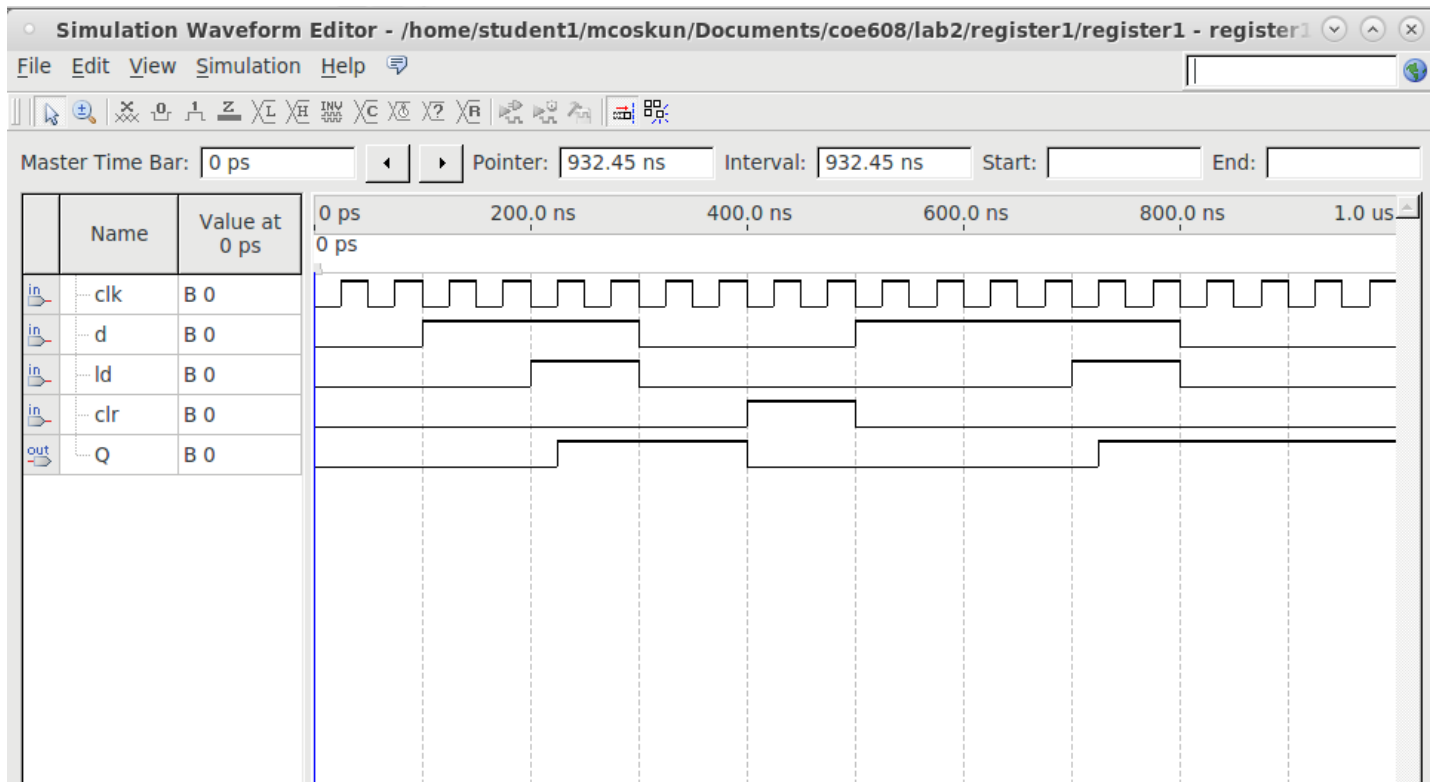 Simulation Waveform Editor - /home/student1/mcoskun/Documents/coe608/lab2/register1/register1 - register1
File Edit View Simulation Help
X 0 1 Z L H INV C ? R
Master Time Bar: 0 ps Pointer: 932.45 ns Interval: 932.45 ns Start: End:
Name Value at 0 ps
0 ps 200.0 ns 400.0 ns 600.0 ns 800.0 ns 1.0 us
0 ps
in clk B 0
in d B 0
in ld B 0
in clr B 0
out Q B 0